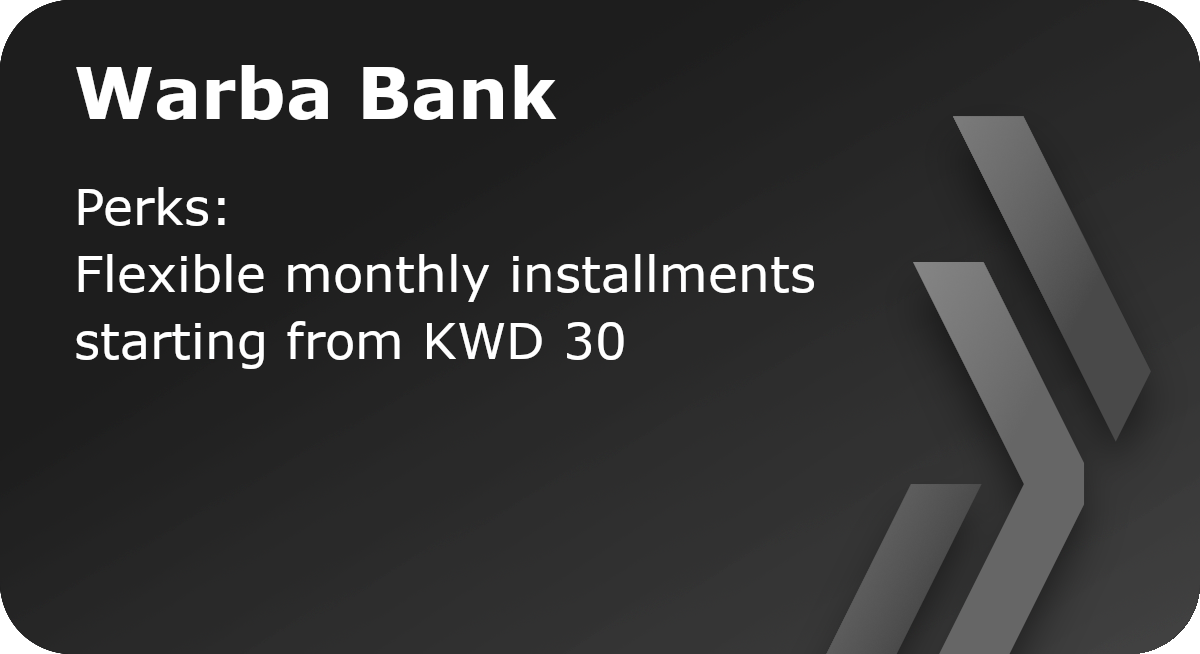 Warba Bank
Perks:
Flexible monthly installments
starting from KWD 30